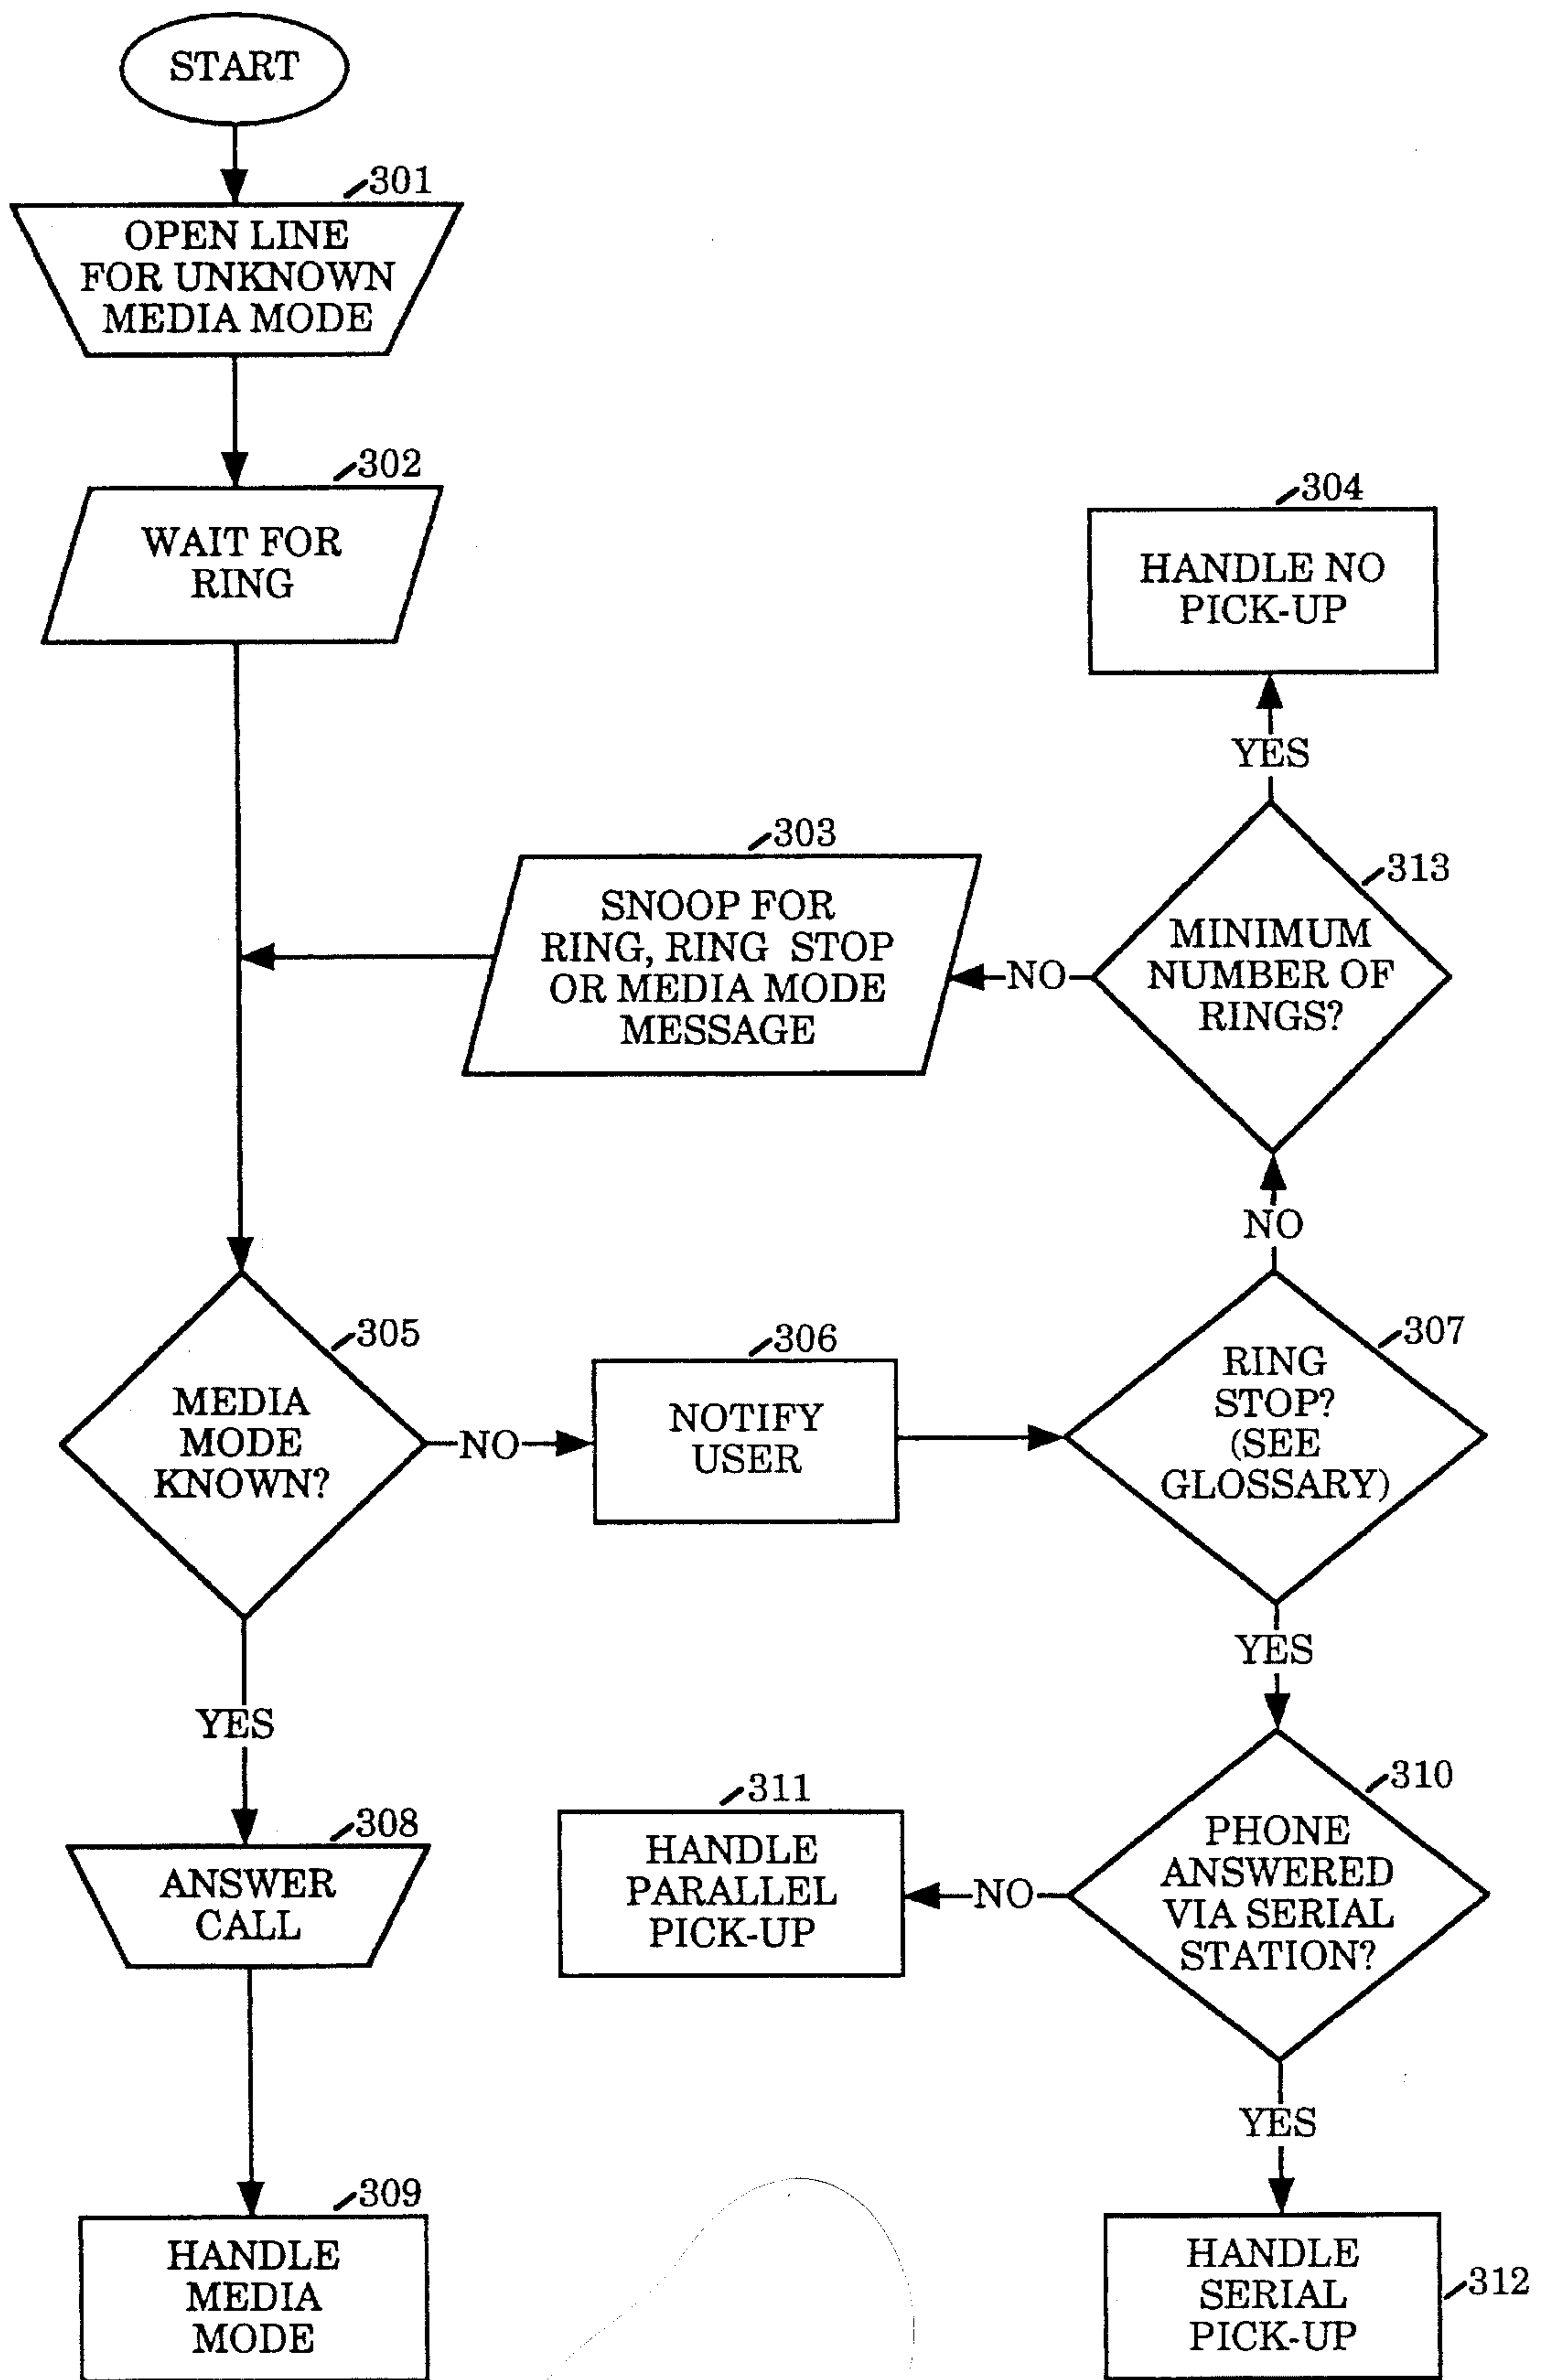 START
301
OPEN LINE
FOR UNKNOWN
MEDIA MODE
302
WAIT FOR
RING
304
HANDLE NO
PICK-UP
YES
303
SNOOP FOR
RING, RING STOP
OR MEDIA MODE
MESSAGE
NO
313
MINIMUM
NUMBER OF
RINGS?
NO
305
MEDIA
MODE
KNOWN?
NO
306
NOTIFY
USER
307
RING
STOP?
(SEE
GLOSSARY)
YES
YES
308
ANSWER
CALL
311
HANDLE
PARALLEL
PICK-UP
NO
310
PHONE
ANSWERED
VIA SERIAL
STATION?
YES
309
HANDLE
MEDIA
MODE
HANDLE
SERIAL
PICK-UP
312